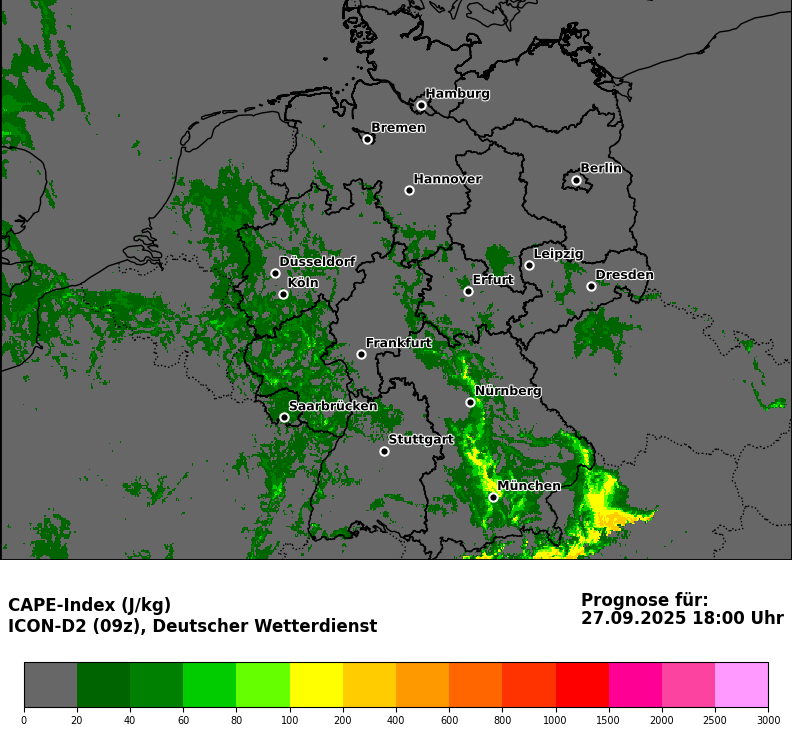 Hamburg
Bremen
Berlin
Hannover
Leipzig
Düsseldorf
Dresden
Erfurt
Köln
Frankfurt
Nürnberg
Saarbrücken
Stuttgart
München
CAPE-Index (J/kg)
ICON-D2 (09z), Deutscher Wetterdienst
Prognose für:
27.09.2025 18:00 Uhr
0 20 40 60 80 100 200 400 600 800 1000 1500 2000 2500 3000